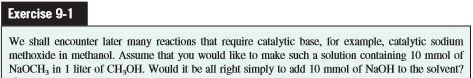 Exercise 9-1
We shall encounter later many reactions that require catalytic base, for example, catalytic sodium
methoxide in methanol. Assume that you would like to make such a solution containing 10 mmol of
NaOCH₃ in 1 liter of CH₃OH. Would it be all right simply to add 10 mmol of NaOH to the solvent?